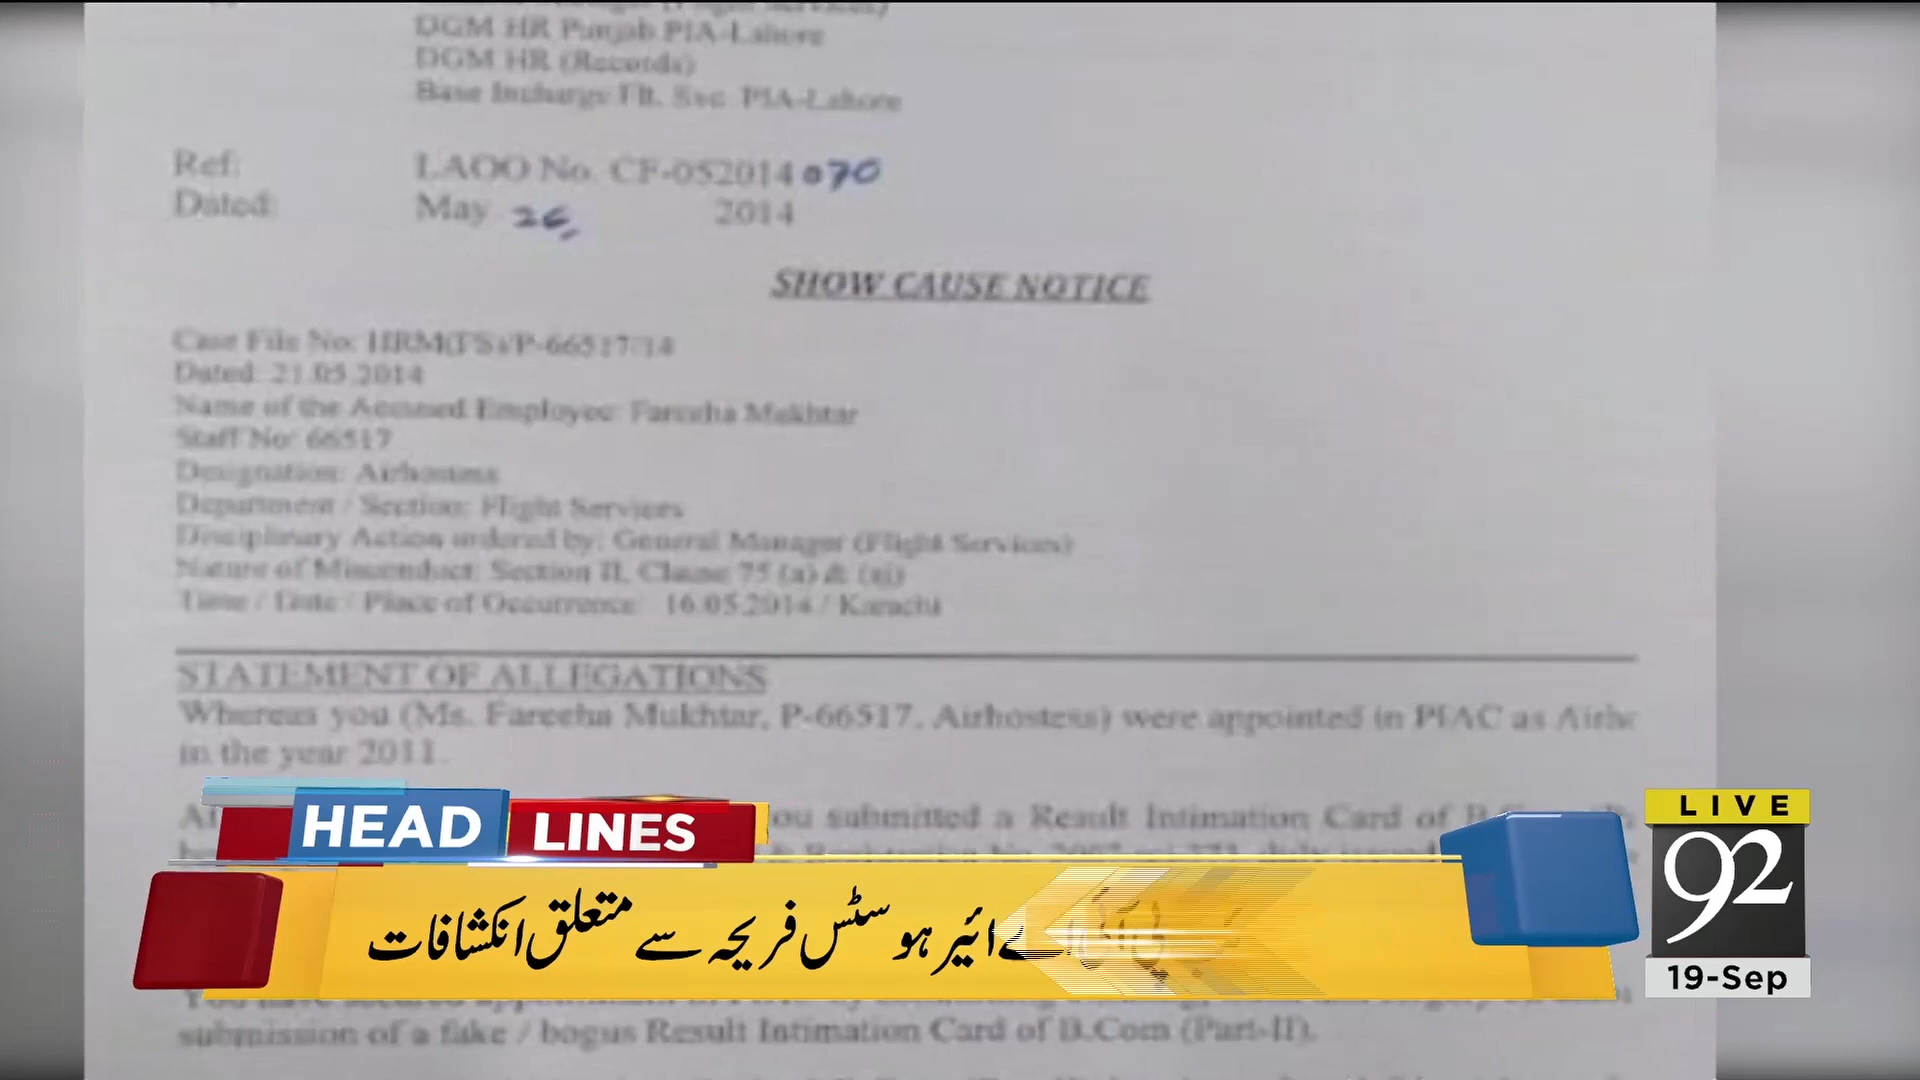 DGM HR Punjab PIA-Lahore
DGM HR (Records)
Base Incharge Flt. Svc. PIA-Lahore
Ref: LAOO No. CF-052014 070
Dated: May 26, 2014
SHOW CAUSE NOTICE
Case File No: HRM(FS)/P-66517/14
Dated: 21.05.2014
Name of the Accused Employee: Fareeha Mukhtar
Staff No: 66517
Designation: Airhostess
Department / Section: Flight Services
Disciplinary Action ordered by: General Manager (Flight Services)
Nature of Misconduct: Section II, Clause 75 (a) &
Time / Date / Place of Occurrence 16.05.2014 / Karachi
STATEMENT OF ALLEGATIONS
Whereas you (Ms. Fareeha Mukhtar, P-66517, Airhostess) were appointed in PIAC as
in the year 2011.
submitted a Result Intimation Card of
HEAD LINES
ائیر ہوسٹس فریحہ سے متعلق انکشافات
submission of a fake / bogus Result Intimation Card of B.Com (Part-II).
LIVE
92
19-Sep